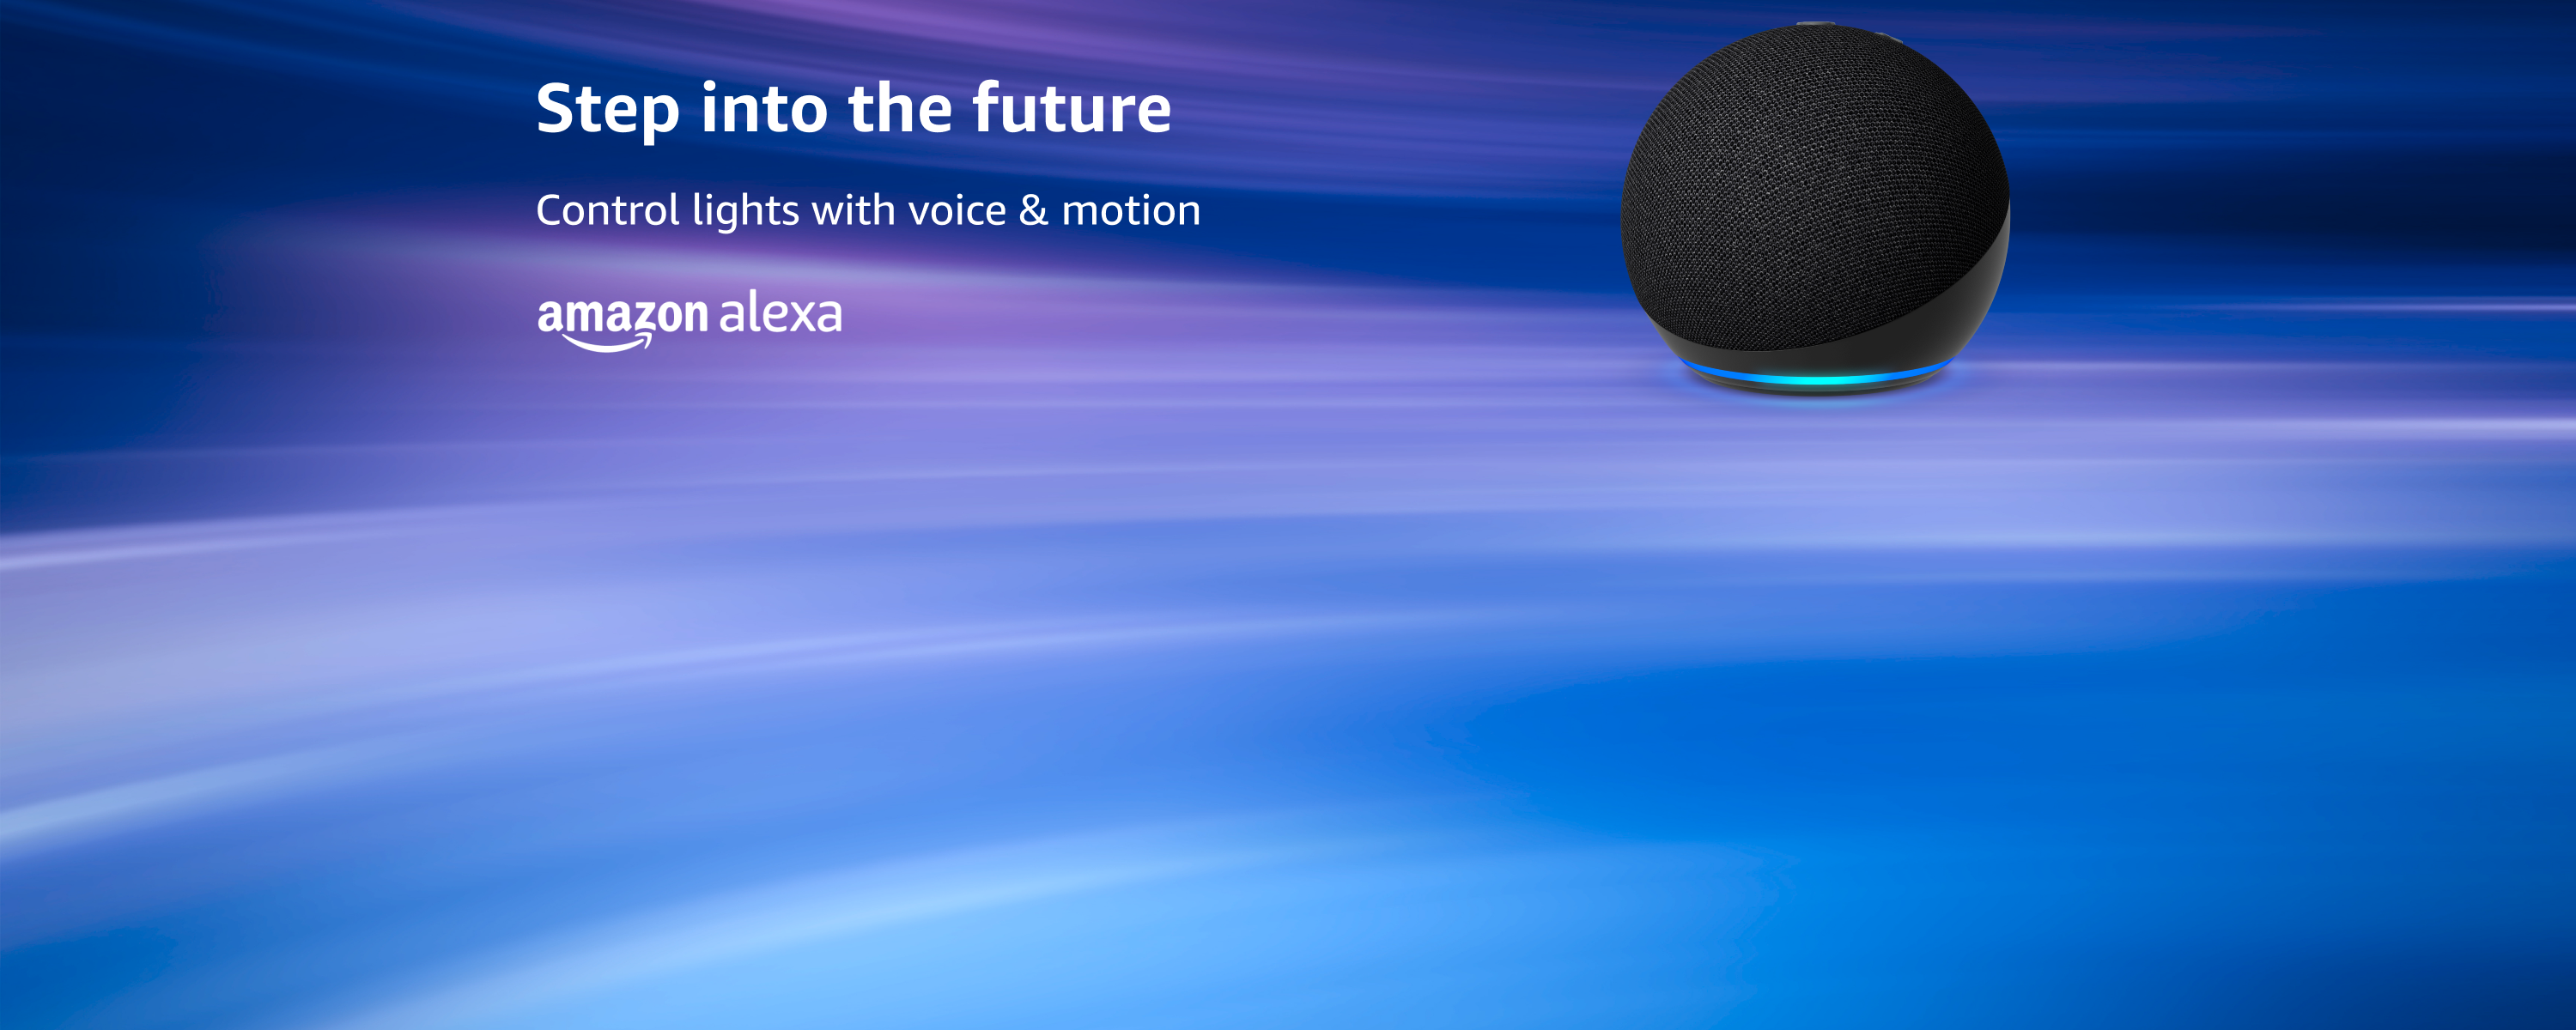 Step into the future
Control lights with voice & motion
amazon alexa